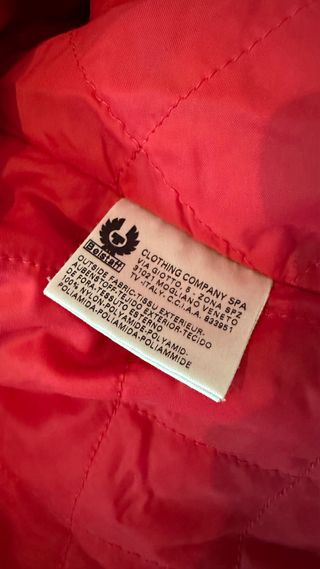 Belstaff
CLOTHING COMPANY SPA
VIA GIOTTO, 5 ZONA SPZ
31021 MOGLIANO VENETO
TV -ITALY- C.C.I.A.A. 833951
OUTSIDE FABRIC-TISSU EXTERIEUR-
AUßENSTOFF-TEJIDO EXTERIOR-TECIDO
DE FORA-TESSUTO ESTERNO
100% NYLON-POLYAMIDE-POLYAMID-
POLIAMIDA-POLIAMIDA-POLIAMMIDE